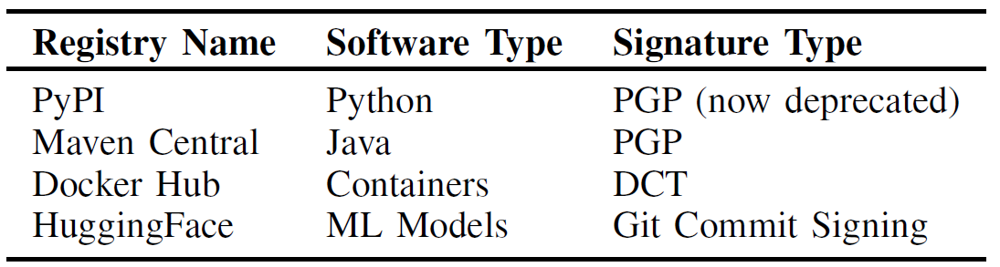 Registry Name Software Type Signature Type
PyPI Python PGP (now deprecated)
Maven Central Java PGP
Docker Hub Containers DCT
HuggingFace ML Models Git Commit Signing